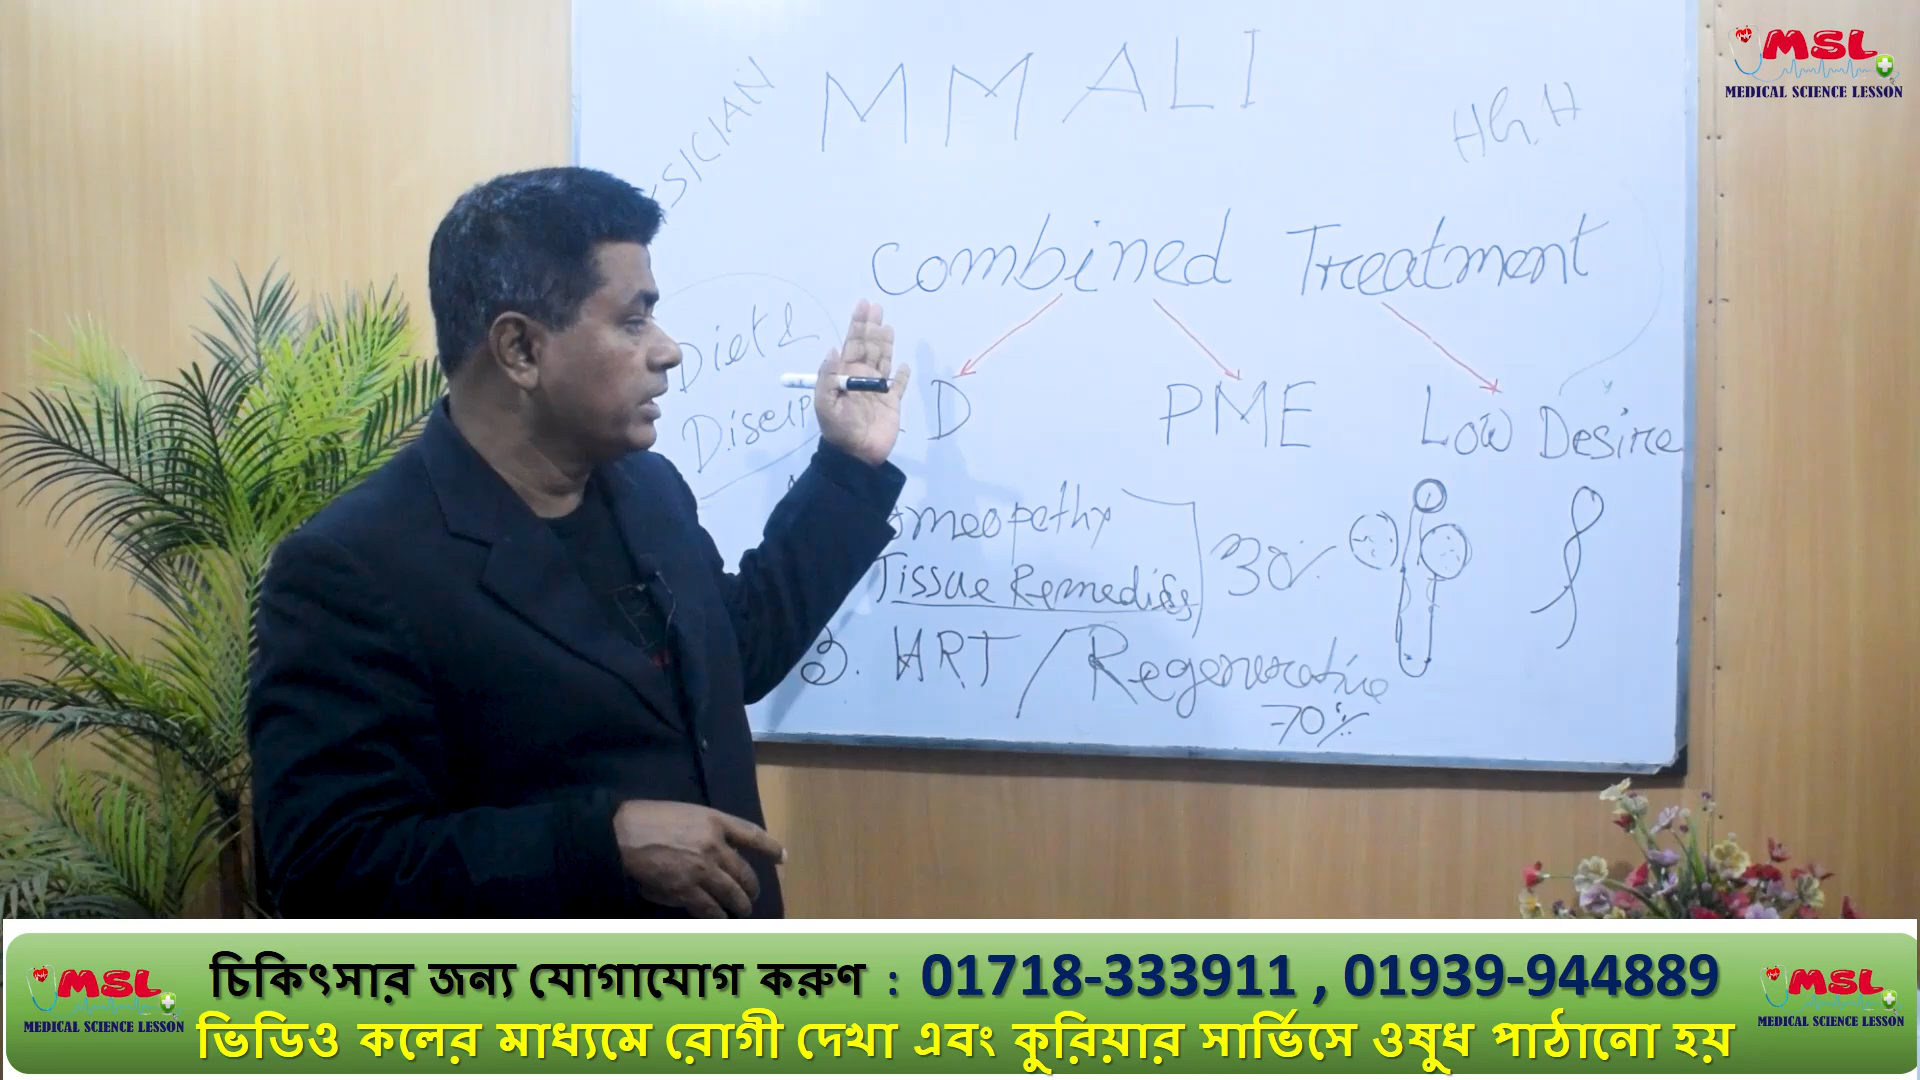 MSL
MEDICAL SCIENCE LESSON
MM ALI
SICIAN
Combined Treatment
Diet &
D
PME
Low Desire
meopathy
Tissue Remedies
30%
HRT / Regenerative
70%
MSL
MEDICAL SCIENCE LESSON
চিকিৎসার জন্য যোগাযোগ করুণ : 01718-333911 , 01939-944889
ভিডিও কলের মাধ্যমে রোগী দেখা এবং কুরিয়ার সার্ভিসে ওষুধ পাঠানো হয়
MSL
MEDICAL SCIENCE LESSON